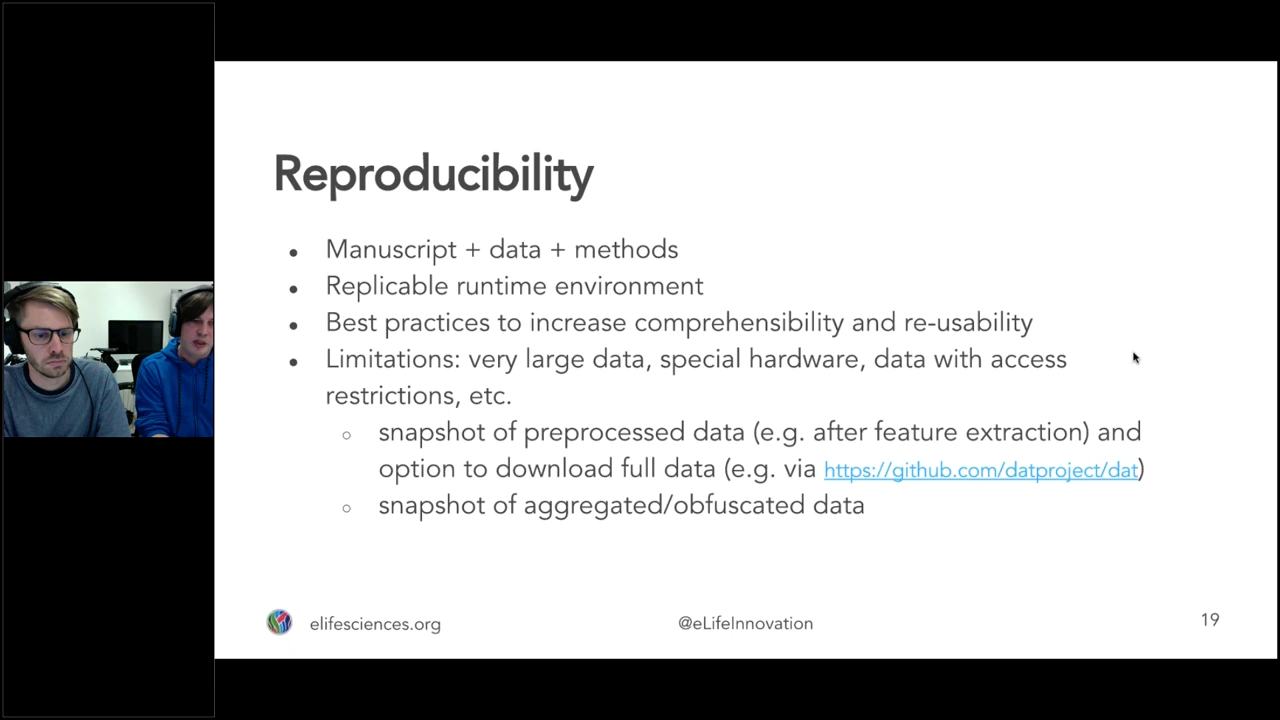 Reproducibility
● Manuscript + data + methods
● Replicable runtime environment
● Best practices to increase comprehensibility and re-usability
● Limitations: very large data, special hardware, data with access
restrictions, etc.
○ snapshot of preprocessed data (e.g. after feature extraction) and
option to download full data (e.g. via https://github.com/datproject/dat)
○ snapshot of aggregated/obfuscated data
elifesciences.org
@eLifeInnovation
19